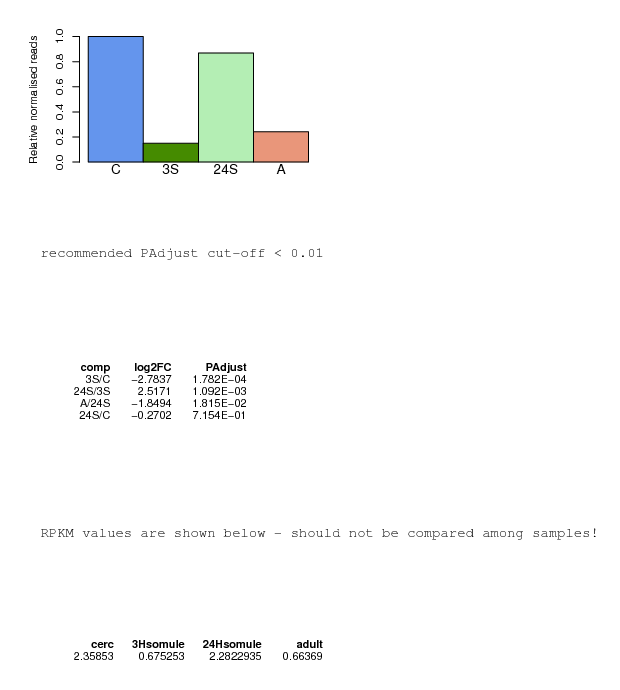 Relative normalised reads
1.0
0.8
0.6
0.4
0.2
0.0
C 3S 24S A
recommended PAdjust cut-off < 0.01
comp log2FC PAdjust
3S/C −2.7837 1.782E−04
24S/3S 2.5171 1.092E−03
A/24S −1.8494 1.815E−02
24S/C −0.2702 7.154E−01
RPKM values are shown below - should not be compared among samples!
cerc 3Hsomule 24Hsomule adult
2.35853 0.675253 2.2822935 0.66369